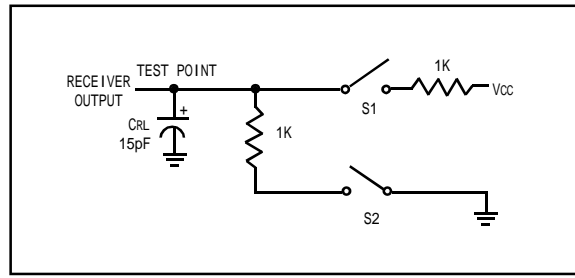 TEST POINT
RECEIVER
OUTPUT
CRL
15pF
+
1K
S1
1K
Vcc
S2